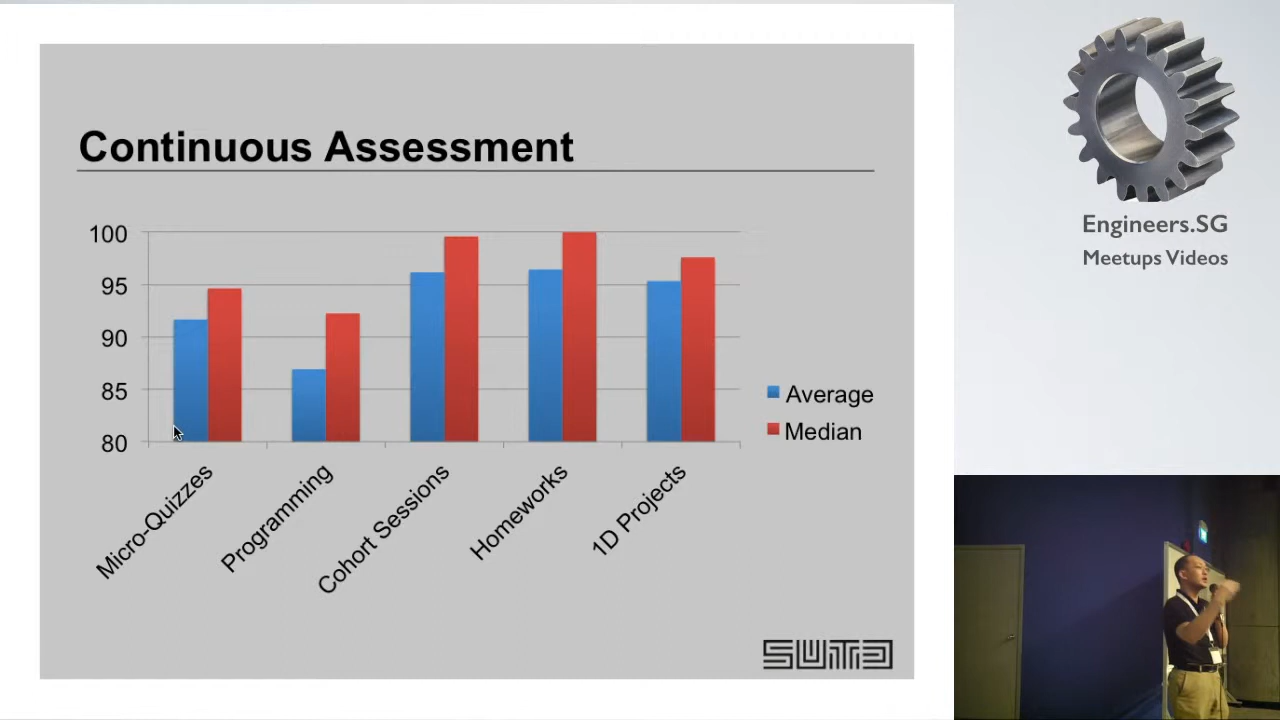 Continuous Assessment
100
95
90
85
80
Micro-Quizzes
Programming
Cohort Sessions
Homeworks
1D Projects
Average
Median
SUTD
Engineers.SG
Meetups Videos